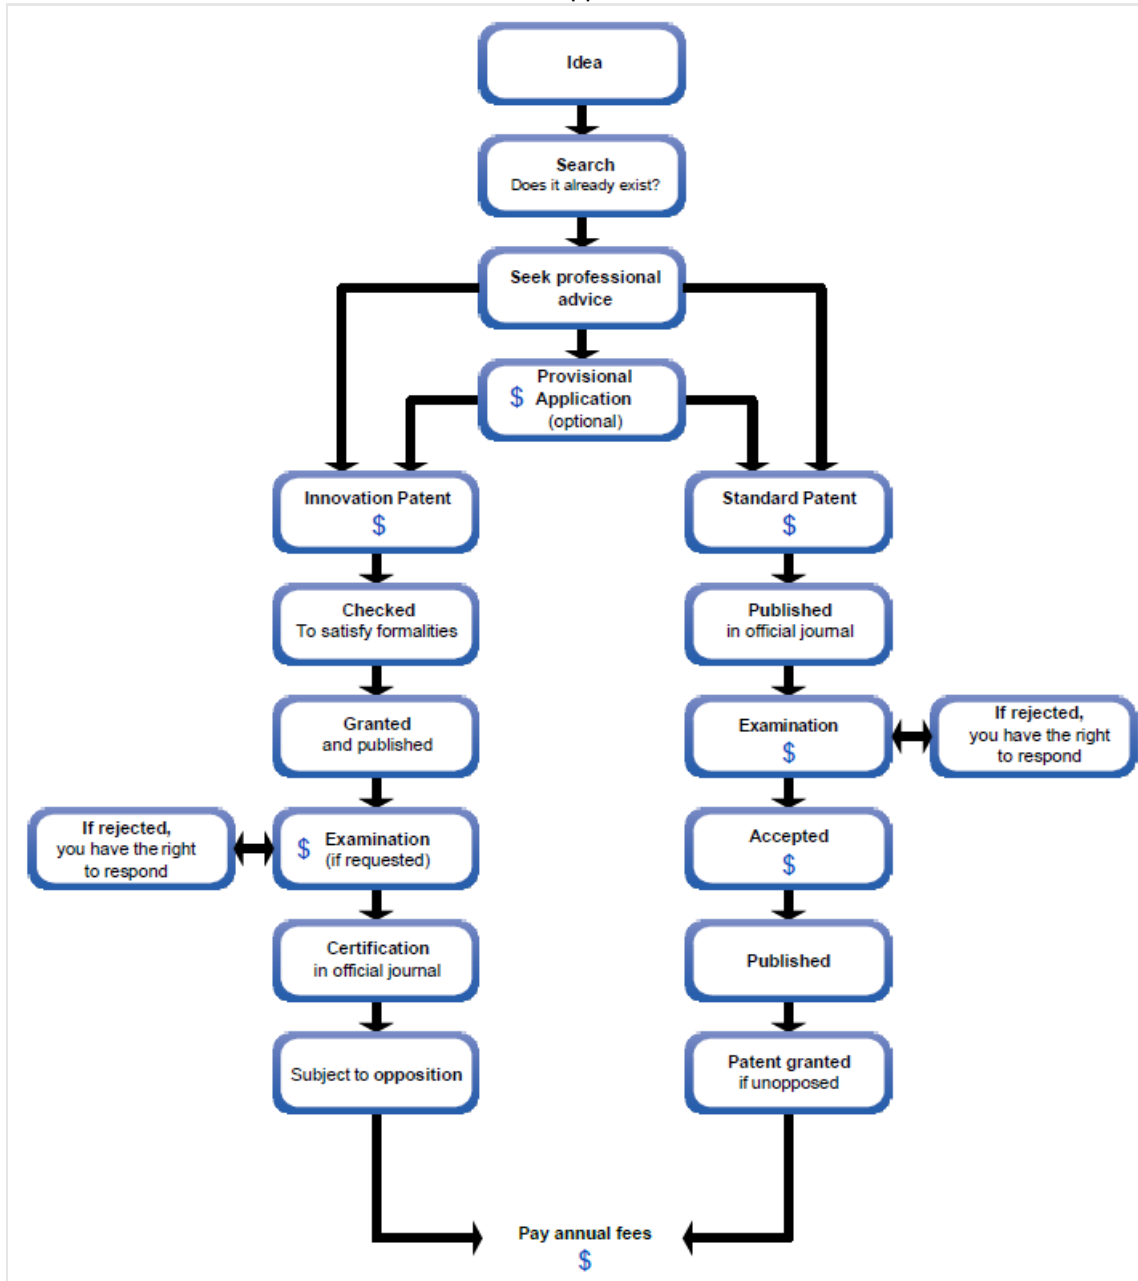 Idea
Search
Does it already exist?
Seek professional
advice
$ Provisional
Application
(optional)
Innovation Patent
$
Standard Patent
$
Checked
To satisfy formalities
Published
in official journal
Granted
and published
Examination
$
If rejected,
you have the right
to respond
If rejected,
you have the right
to respond
$ Examination
(if requested)
Accepted
$
Certification
in official journal
Published
Subject to opposition
Patent granted
if unopposed
Pay annual fees
$